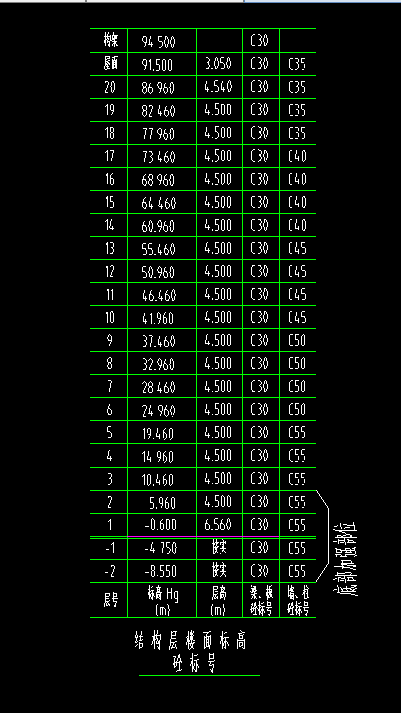 构架 94.500 C30
屋面 91.500 3.050 C30 C35
20 86.960 4.540 C30 C35
19 82.460 4.500 C30 C35
18 77.960 4.500 C30 C35
17 73.460 4.500 C30 C40
16 68.960 4.500 C30 C40
15 64.460 4.500 C30 C40
14 60.960 4.500 C30 C40
13 55.460 4.500 C30 C45
12 50.960 4.500 C30 C45
11 46.460 4.500 C30 C45
10 41.960 4.500 C30 C45
9 37.460 4.500 C30 C50
8 32.960 4.500 C30 C50
7 28.460 4.500 C30 C50
6 24.960 4.500 C30 C50
5 19.460 4.500 C30 C55
4 14.960 4.500 C30 C55
3 10.460 4.500 C30 C55
2 5.960 4.500 C30 C55
1 -0.600 6.560 C30 C55
-1 -4.750 按实 C30 C55
-2 -8.550 按实 C30 C55
层号 标高 Hg 层高 梁、板 墙、柱
(m) (m) 砼标号 砼标号
底部加强部位
结构层楼面标高
砼标号